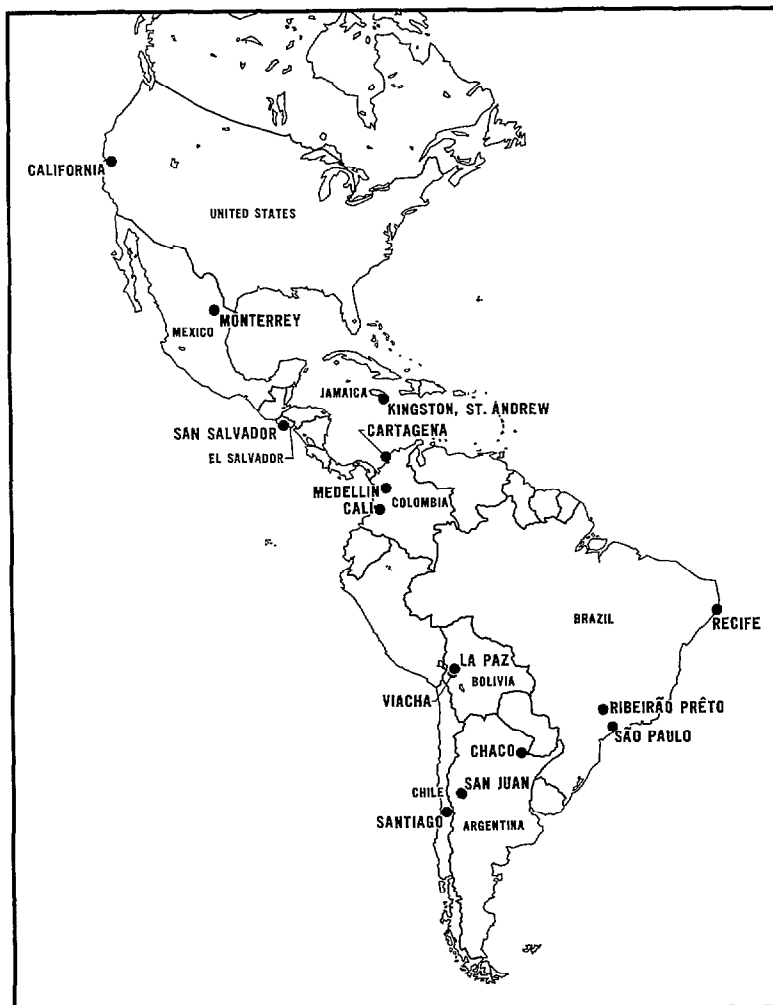 CALIFORNIA
UNITED STATES
MONTERREY
MEXICO
JAMAICA
KINGSTON, ST. ANDREW
SAN SALVADOR
CARTAGENA
EL SALVADOR
MEDELLIN
COLOMBIA
CALI
BRAZIL
RECIFE
LA PAZ
BOLIVIA
VIACHA
RIBEIRÃO PRÊTO
SÃO PAULO
CHACO
SAN JUAN
CHILE
SANTIAGO
ARGENTINA